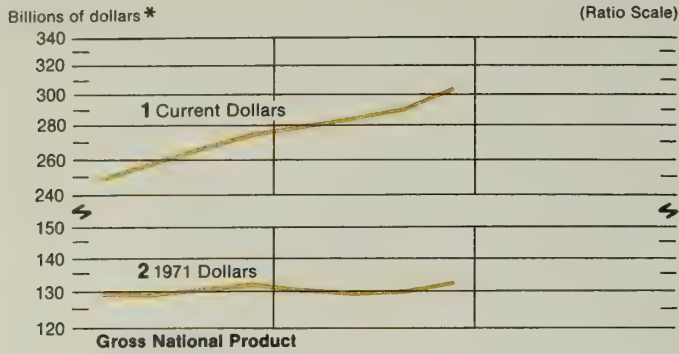 Billions of dollars* (Ratio Scale)
340
320
300
1 Current Dollars
280
260
240
150
140
2 1971 Dollars
130
120
Gross National Product